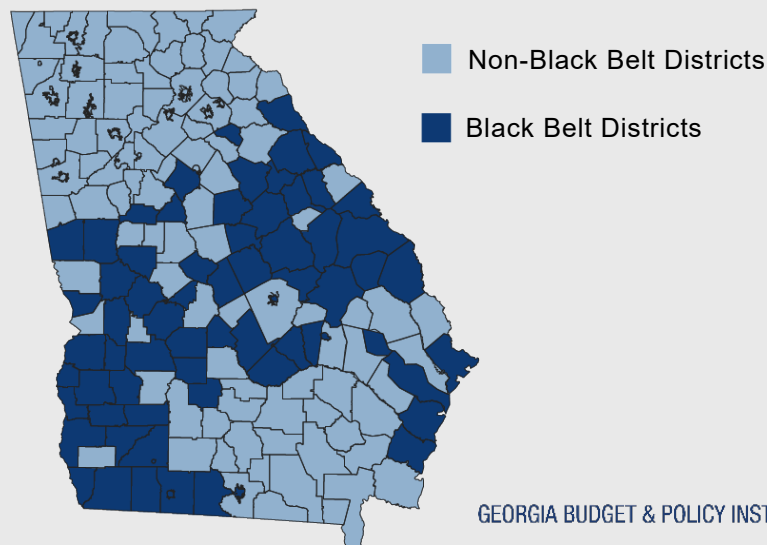 Non-Black Belt Districts
Black Belt Districts
GEORGIA BUDGET & POLICY INST